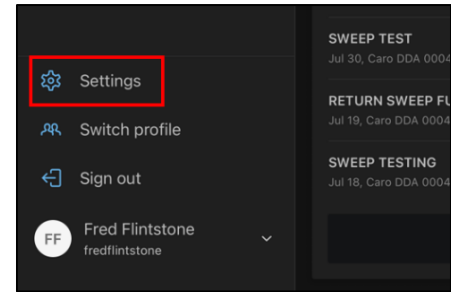 Settings
Switch profile
Sign out
FF
Fred Flintstone
fredflintstone
SWEEP TEST
Jul 30, Caro DDA 0004
RETURN SWEEP
Jul 19, Caro DDA 0004
SWEEP TESTING
Jul 18, Caro DDA 0004